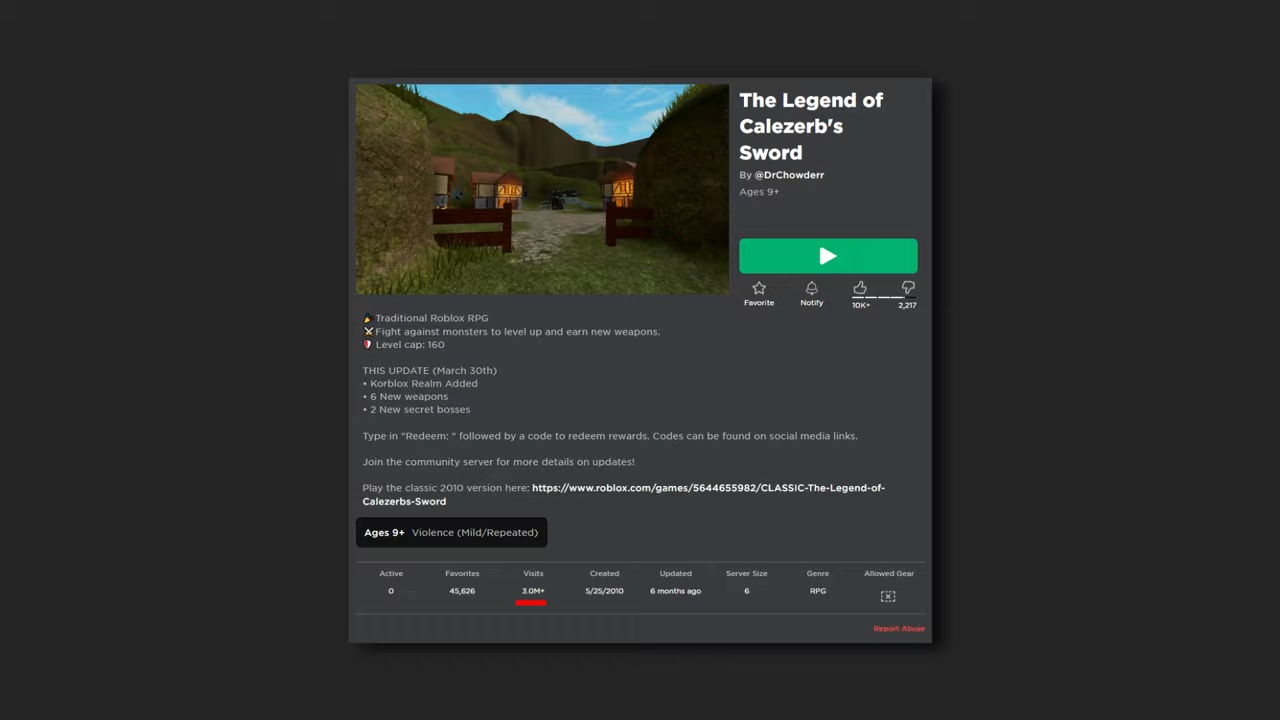 The Legend of
Calezerb's
Sword
By @DrChowderr
Ages 9+
Favorite
Notify
10K+
2,217
Traditional Roblox RPG
Fight against monsters to level up and earn new weapons.
Level cap: 160
THIS UPDATE (March 30th)
• Korblox Realm Added
• 6 New weapons
• 2 New secret bosses
Type in "Redeem: " followed by a code to redeem rewards. Codes can be found on social media links.
Join the community server for more details on updates!
Play the classic 2010 version here: https://www.roblox.com/games/5644655982/CLASSIC-The-Legend-of-
Calezerbs-Sword
Ages 9+ Violence (Mild/Repeated)
Active Favorites Visits Created Updated Server Size Genre Allowed Gear
0 45,626 3.0M+ 5/25/2010 6 months ago 6 RPG
Report Abuse